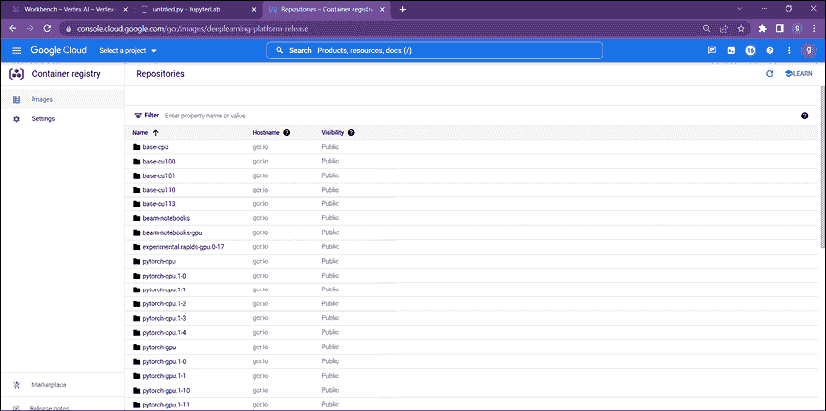 Workbench – Vertex AI – Vertex
untitled.py - JupyterLab
Repositories – Container registry
console.cloud.google.com/gcr/images/deeplearning-platform-release
Google Cloud Select a project Search Products, resources, docs (/)
Container registry Repositories LEARN
Images
Settings
Filter Enter property name or value
Name Hostname Visibility
base-cpu gcr.io Public
base-cu100 gcr.io Public
base-cu101 gcr.io Public
base-cu110 gcr.io Public
base-cu113 gcr.io Public
beam-notebooks gcr.io Public
beam-notebooks-gpu gcr.io Public
experimental.rapids-gpu.0-17 gcr.io Public
pytorch-cpu gcr.io Public
pytorch-cpu.1-0 gcr.io Public
pytorch-cpu.1-1 gcr.io Public
pytorch-cpu.1-2 gcr.io Public
pytorch-cpu.1-3 gcr.io Public
pytorch-cpu.1-4 gcr.io Public
pytorch-gpu gcr.io Public
pytorch-gpu.1-0 gcr.io Public
pytorch-gpu.1-1 gcr.io Public
pytorch-gpu.1-10 gcr.io Public
pytorch-gpu.1-11 gcr.io Public
Marketplace
Release notes